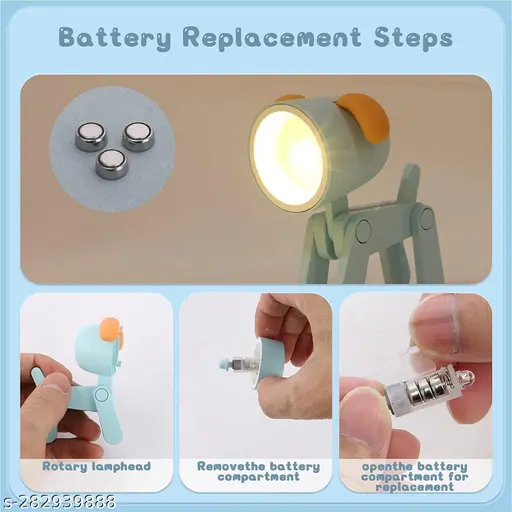 Battery Replacement Steps
Rotary lamphead
Removethe battery
compartment
openthe battery
compartment for
replacement
s-282939888